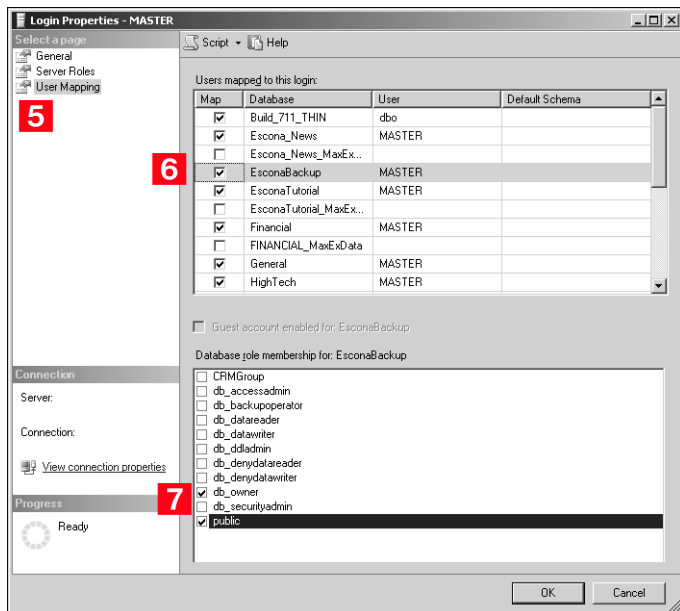 Login Properties - MASTER
Select a page
General
Server Roles
User Mapping
5
Script Help
Users mapped to this login:
Map Database User Default Schema
Build_711_THIN dbo
Escona_News MASTER
Escona_News_MaxEx...
6
EsconaBackup MASTER
EsconaTutorial MASTER
EsconaTutorial_MaxEx...
Financial MASTER
FINANCIAL_MaxExData
General MASTER
HighTech MASTER
Guest account enabled for: EsconaBackup
Database role membership for: EsconaBackup
CRMGroup
db_accessadmin
db_backupoperator
db_datareader
db_datawriter
db_ddladmin
db_denydatareader
db_denydatawriter
7
db_owner
db_securityadmin
public
Connection
Server:
Connection:
View connection properties
Progress
Ready
OK Cancel